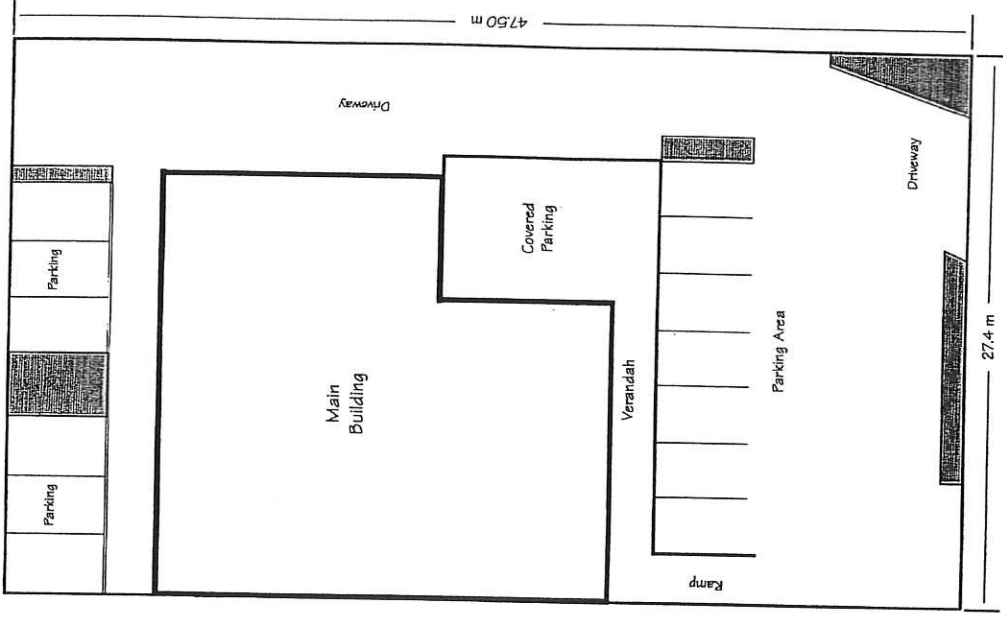 47.50 m
Driveway
Driveway
Parking
Covered
Parking
Main
Building
27.4 m
Parking Area
Verandah
Parking
Ramp